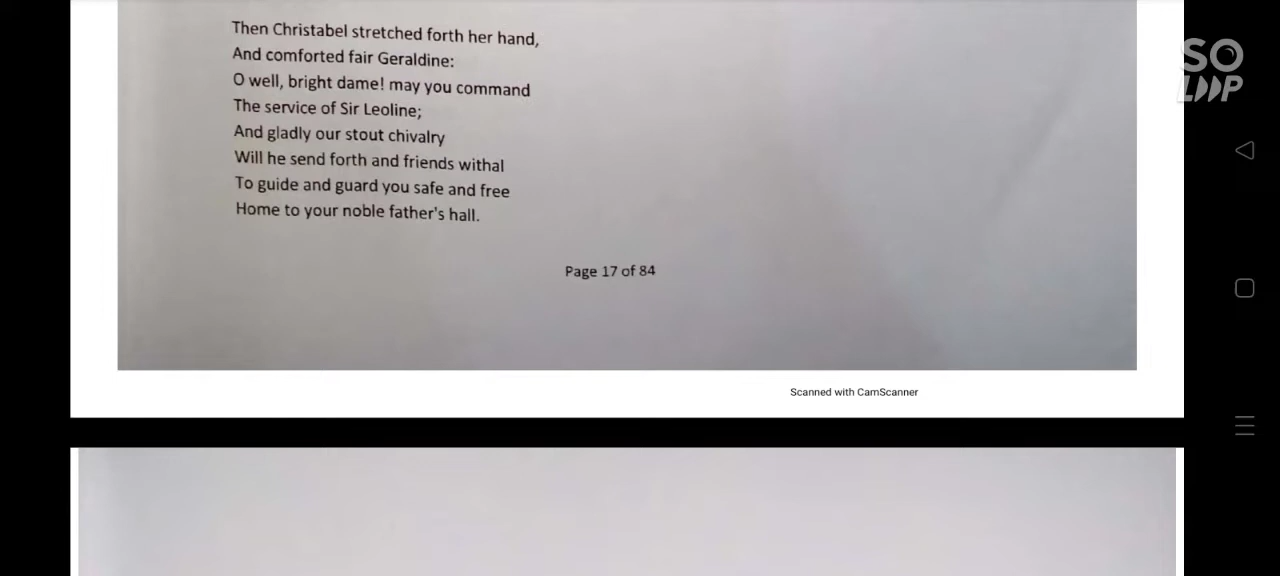 Then Christabel stretched forth her hand,
And comforted fair Geraldine:
O well, bright dame! may you command
The service of Sir Leoline;
And gladly our stout chivalry
Will he send forth and friends withal
To guide and guard you safe and free
Home to your noble father's hall.
Page 17 of 84
Scanned with CamScanner
SO
LOOP